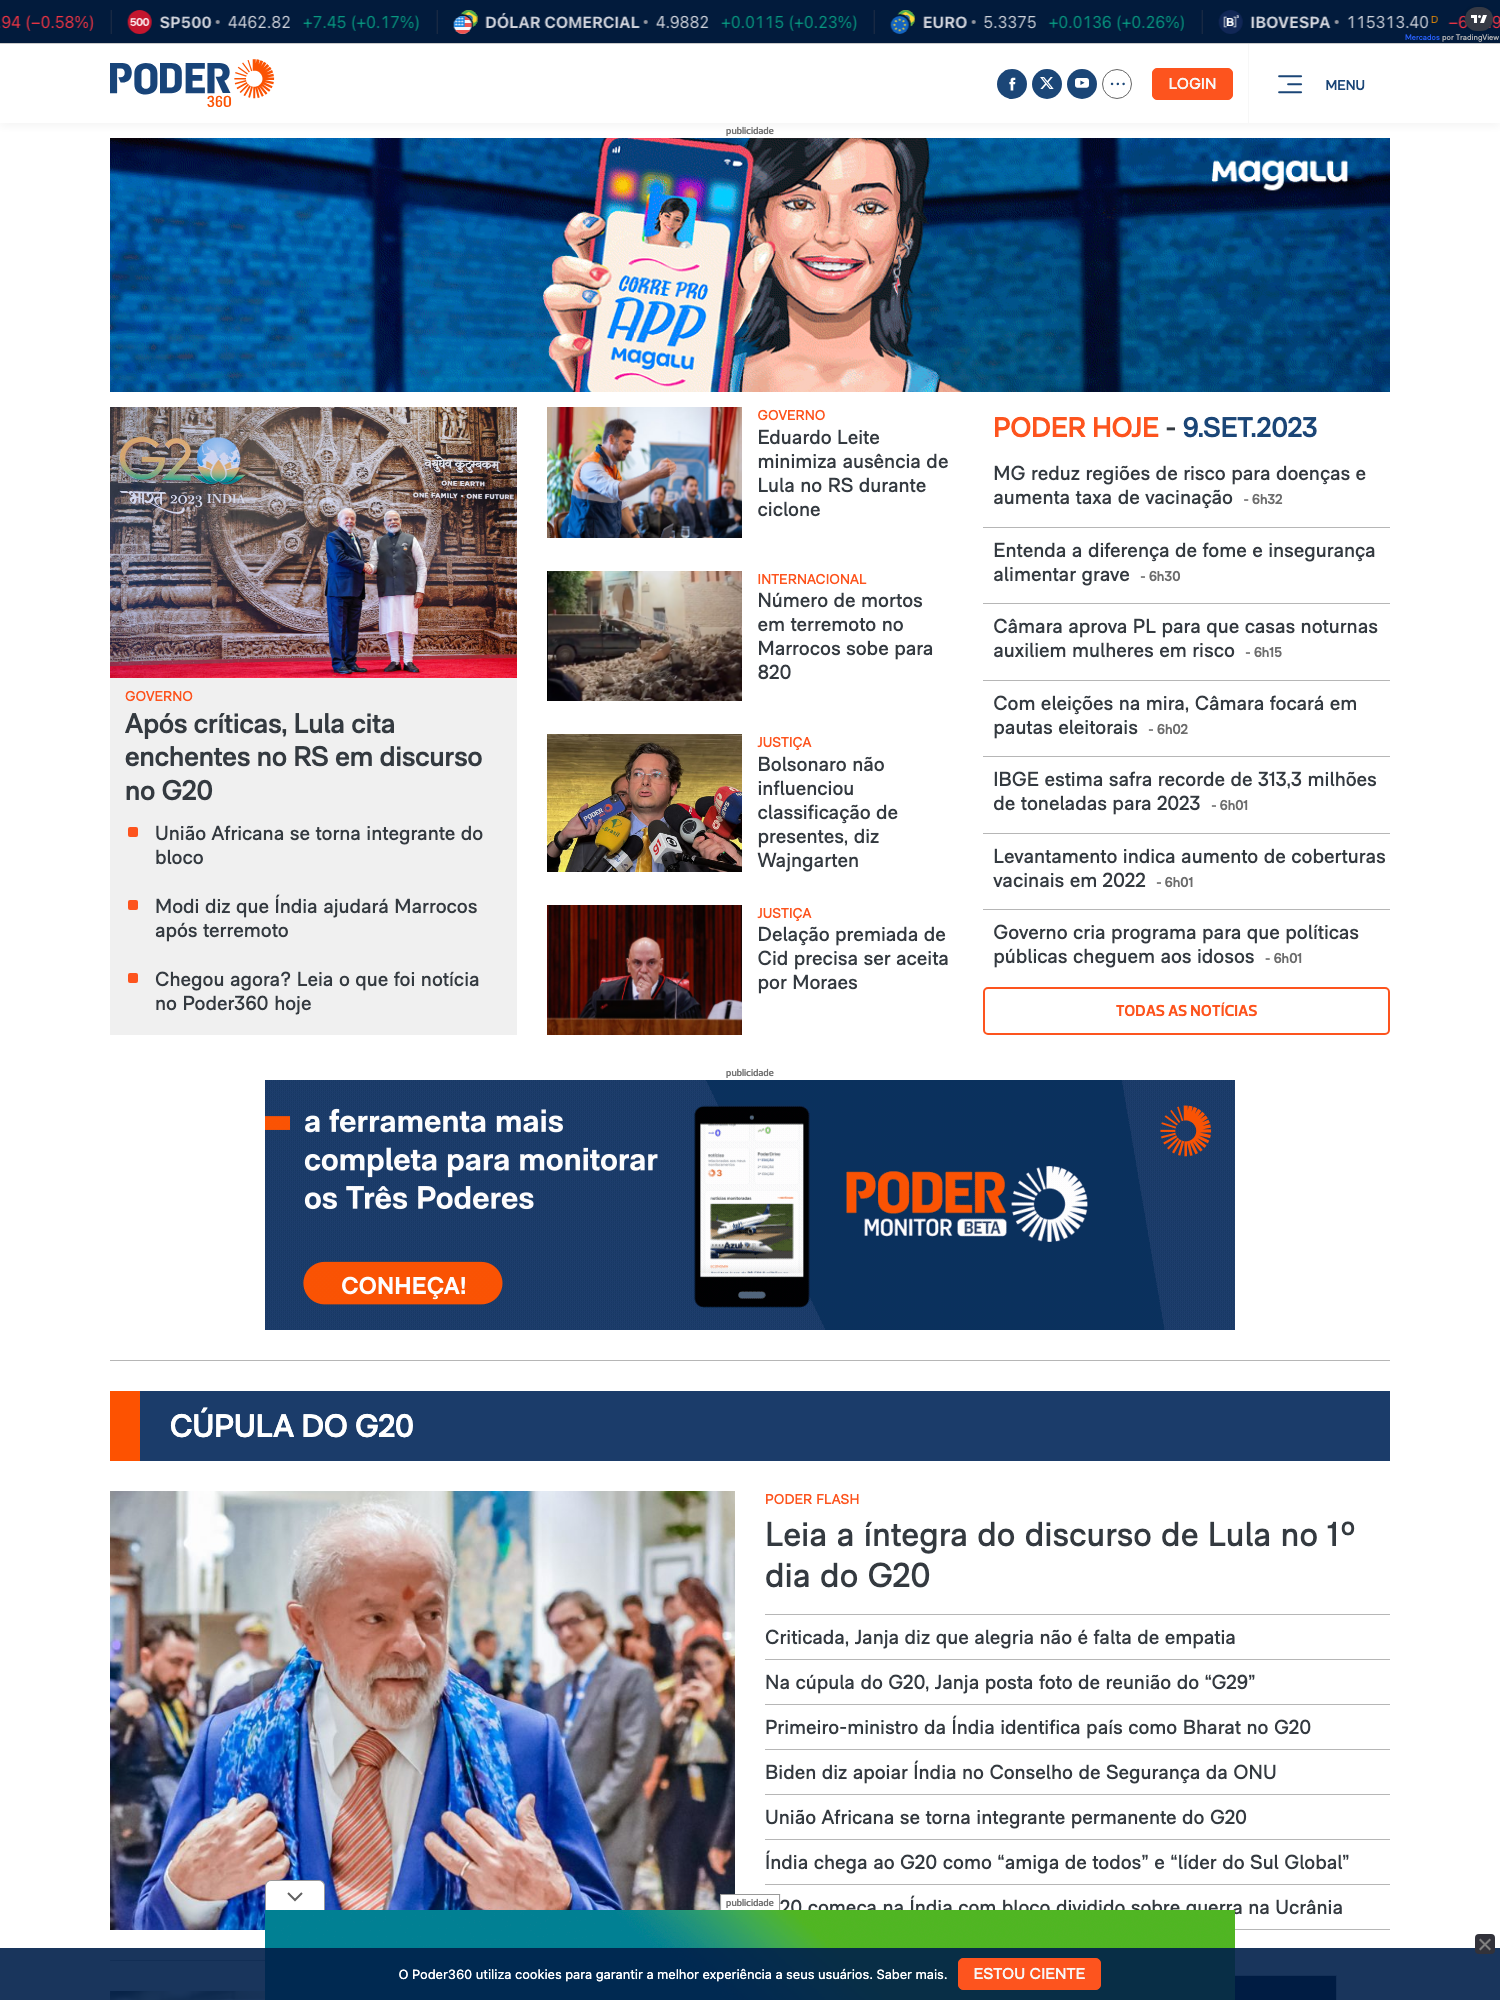 94 (−0.58%)
500 SP500 • 4462.82 +7.45 (+0.17%)
DÓLAR COMERCIAL • 4.9882 +0.0115 (+0.23%)
EURO • 5.3375 +0.0136 (+0.26%)
IBOVESPA • 115313.40 D
Mercados por TradingView
PODER
360
LOGIN
MENU
publicidade
Magalu
CORRE PRO
APP
Magalu
G20
भारत 2023 INDIA
वसुधैव कुटुम्बकम्
ONE EARTH
ONE FAMILY • ONE FUTURE
GOVERNO
Após críticas, Lula cita
enchentes no RS em discurso
no G20
União Africana se torna integrante do
bloco
Modi diz que Índia ajudará Marrocos
após terremoto
Chegou agora? Leia o que foi notícia
no Poder360 hoje
GOVERNO
Eduardo Leite
minimiza ausência de
Lula no RS durante
ciclone
INTERNACIONAL
Número de mortos
em terremoto no
Marrocos sobe para
820
JUSTIÇA
Bolsonaro não
influenciou
classificação de
presentes, diz
Wajngarten
JUSTIÇA
Delação premiada de
Cid precisa ser aceita
por Moraes
PODER HOJE - 9.SET.2023
MG reduz regiões de risco para doenças e
aumenta taxa de vacinação - 6h32
Entenda a diferença de fome e insegurança
alimentar grave - 6h30
Câmara aprova PL para que casas noturnas
auxiliem mulheres em risco - 6h15
Com eleições na mira, Câmara focará em
pautas eleitorais - 6h02
IBGE estima safra recorde de 313,3 milhões
de toneladas para 2023 - 6h01
Levantamento indica aumento de coberturas
vacinais em 2022 - 6h01
Governo cria programa para que políticas
públicas cheguem aos idosos - 6h01
TODAS AS NOTÍCIAS
publicidade
a ferramenta mais
completa para monitorar
os Três Poderes
CONHEÇA!
Azul
PODER
MONITOR BETA
CÚPULA DO G20
PODER FLASH
Leia a íntegra do discurso de Lula no 1º
dia do G20
Criticada, Janja diz que alegria não é falta de empatia
Na cúpula do G20, Janja posta foto de reunião do “G29”
Primeiro-ministro da Índia identifica país como Bharat no G20
Biden diz apoiar Índia no Conselho de Segurança da ONU
União Africana se torna integrante permanente do G20
Índia chega ao G20 como “amiga de todos” e “líder do Sul Global”
G20 começa na Índia com bloco dividido sobre guerra na Ucrânia
publicidade
O Poder360 utiliza cookies para garantir a melhor experiência a seus usuários. Saber mais.
ESTOU CIENTE